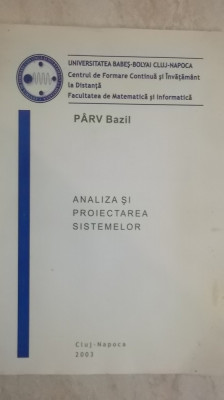 UNIVERSITATEA BABEŞ-BOLYAI CLUJ-NAPOCA
Centrul de Formare Continuă şi Învăţământ
la Distanţă
Facultatea de Matematică şi Informatică
PÂRV Bazil
ANALIZA ŞI
PROIECTAREA
SISTEMELOR
Cluj-Napoca
2003